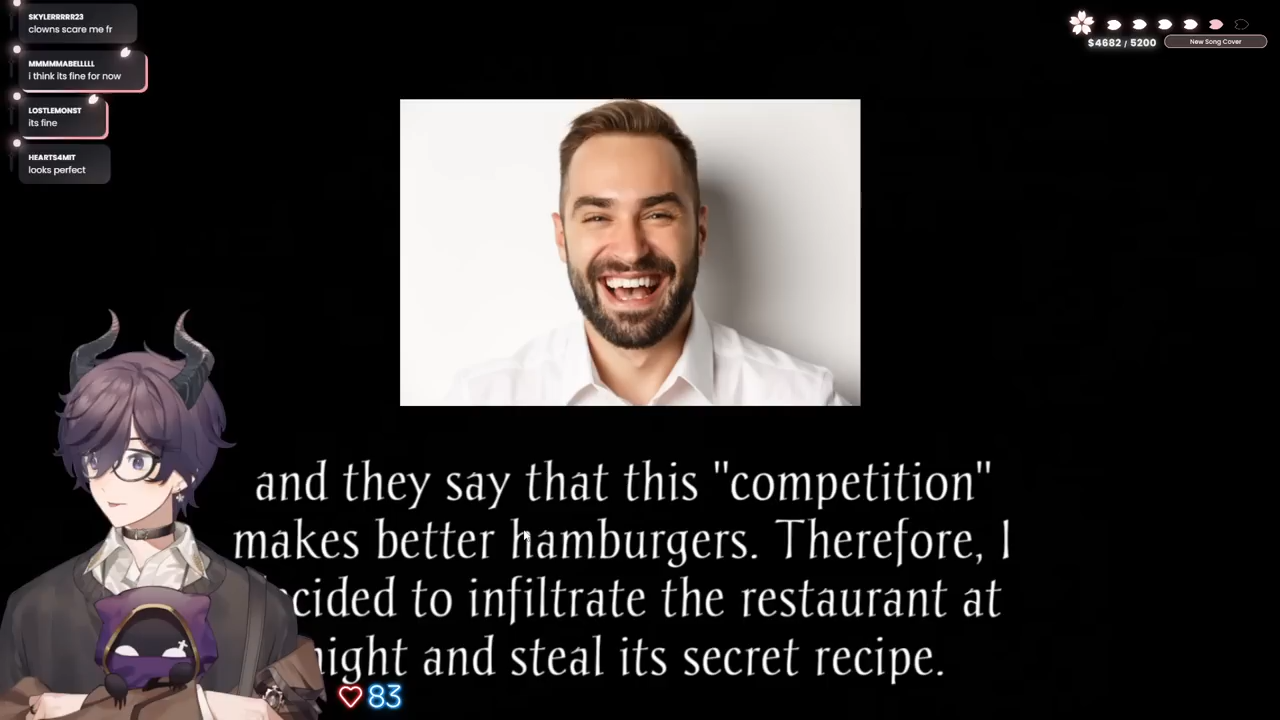 SKYLERRRRR23
clowns scare me fr
MMMMMABELLLLL
i think its fine for now
LOSTLEMONST
its fine
HEARTS4MIT
looks perfect
$4682 / 5200
New Song Cover
and they say that this "competition"
makes better hamburgers. Therefore, I
cided to infiltrate the restaurant at
night and steal its secret recipe.
83